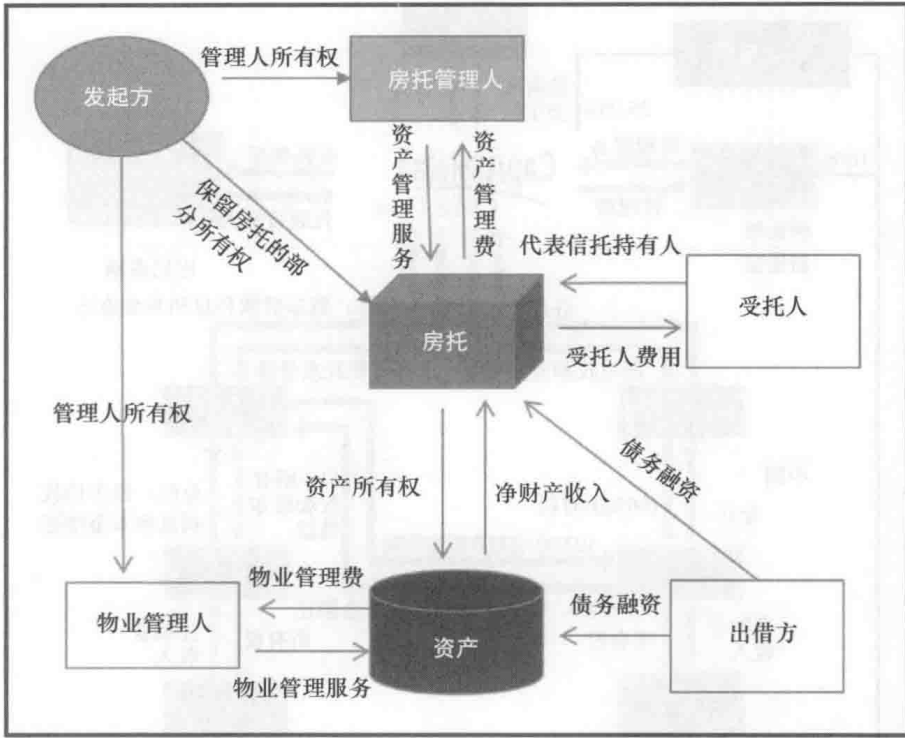 管理人所有权
发起方
房托管理人
资产管理服务
资产管理费
保留房托的部
分所有权
代表信托持有人
受托人
房托
受托人费用
管理人所有权
债务融资
资产所有权
净财产收入
物业管理费
债务融资
物业管理人
资产
出借方
物业管理服务